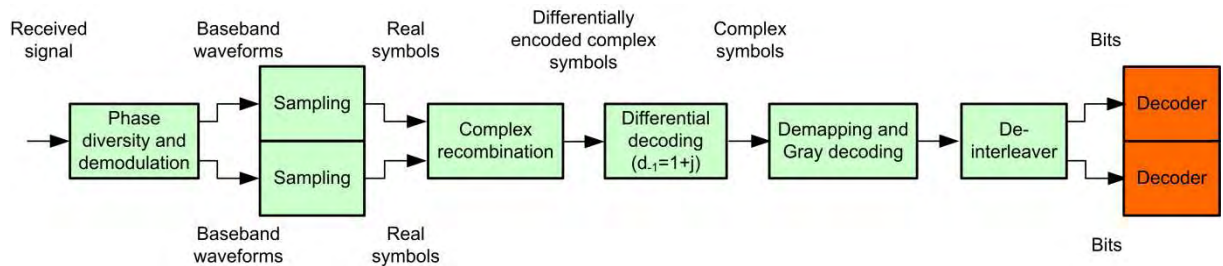 Received
signal
Baseband
waveforms
Real
symbols
Differentially
encoded complex
symbols
Complex
symbols
Bits
Phase
diversity and
demodulation
Sampling
Sampling
Complex
recombination
Differential
decoding
(d-1=1+j)
Demapping and
Gray decoding
De-
interleaver
Decoder
Decoder
Baseband
waveforms
Real
symbols
Bits